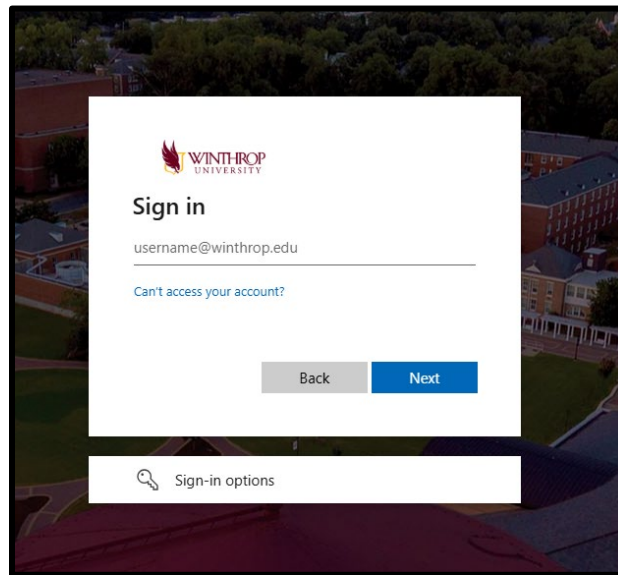 WINTHROP
UNIVERSITY
Sign in
username@winthrop.edu
Can't access your account?
Back Next
Sign-in options